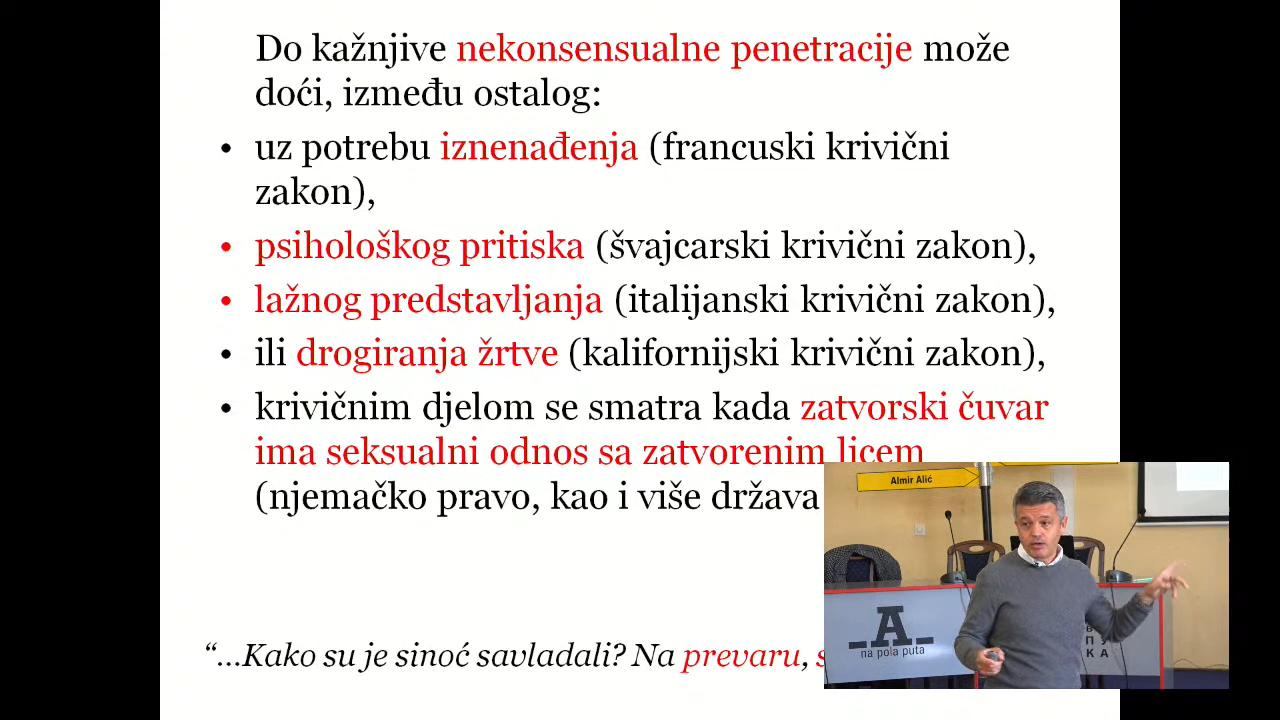 Do kažnjive nekonsensualne penetracije može
doći, između ostalog:
• uz potrebu iznenađenja (francuski krivični
zakon),
• psihološkog pritiska (švajcarski krivični zakon),
• lažnog predstavljanja (italijanski krivični zakon),
• ili drogiranja žrtve (kalifornijski krivični zakon),
• krivičnim djelom se smatra kada zatvorski čuvar
ima seksualni odnos sa zatvorenim licem
(njemačko pravo, kao i više država
Almir Alić
A
na pola puta
“...Kako su je sinoć savladali? Na prevaru,